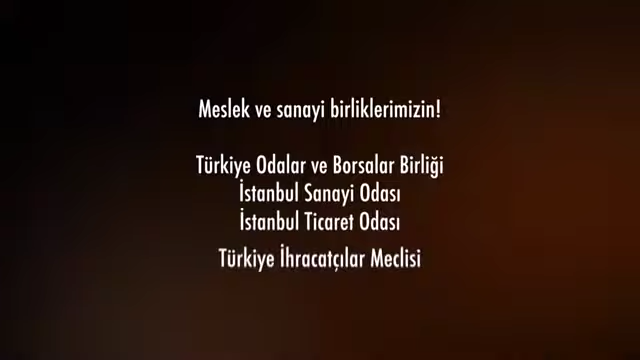 Meslek ve sanayi birliklerimizin!
Türkiye Odalar ve Borsalar Birliği
İstanbul Sanayi Odası
İstanbul Ticaret Odası
Türkiye İhracatçılar Meclisi